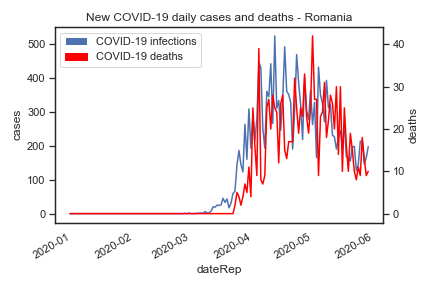 New COVID-19 daily cases and deaths - Romania
COVID-19 infections
COVID-19 deaths
500
400
300
200
100
0
cases
40
30
20
10
0
deaths
2020-01
2020-02
2020-03
2020-04
2020-05
2020-06
dateRep